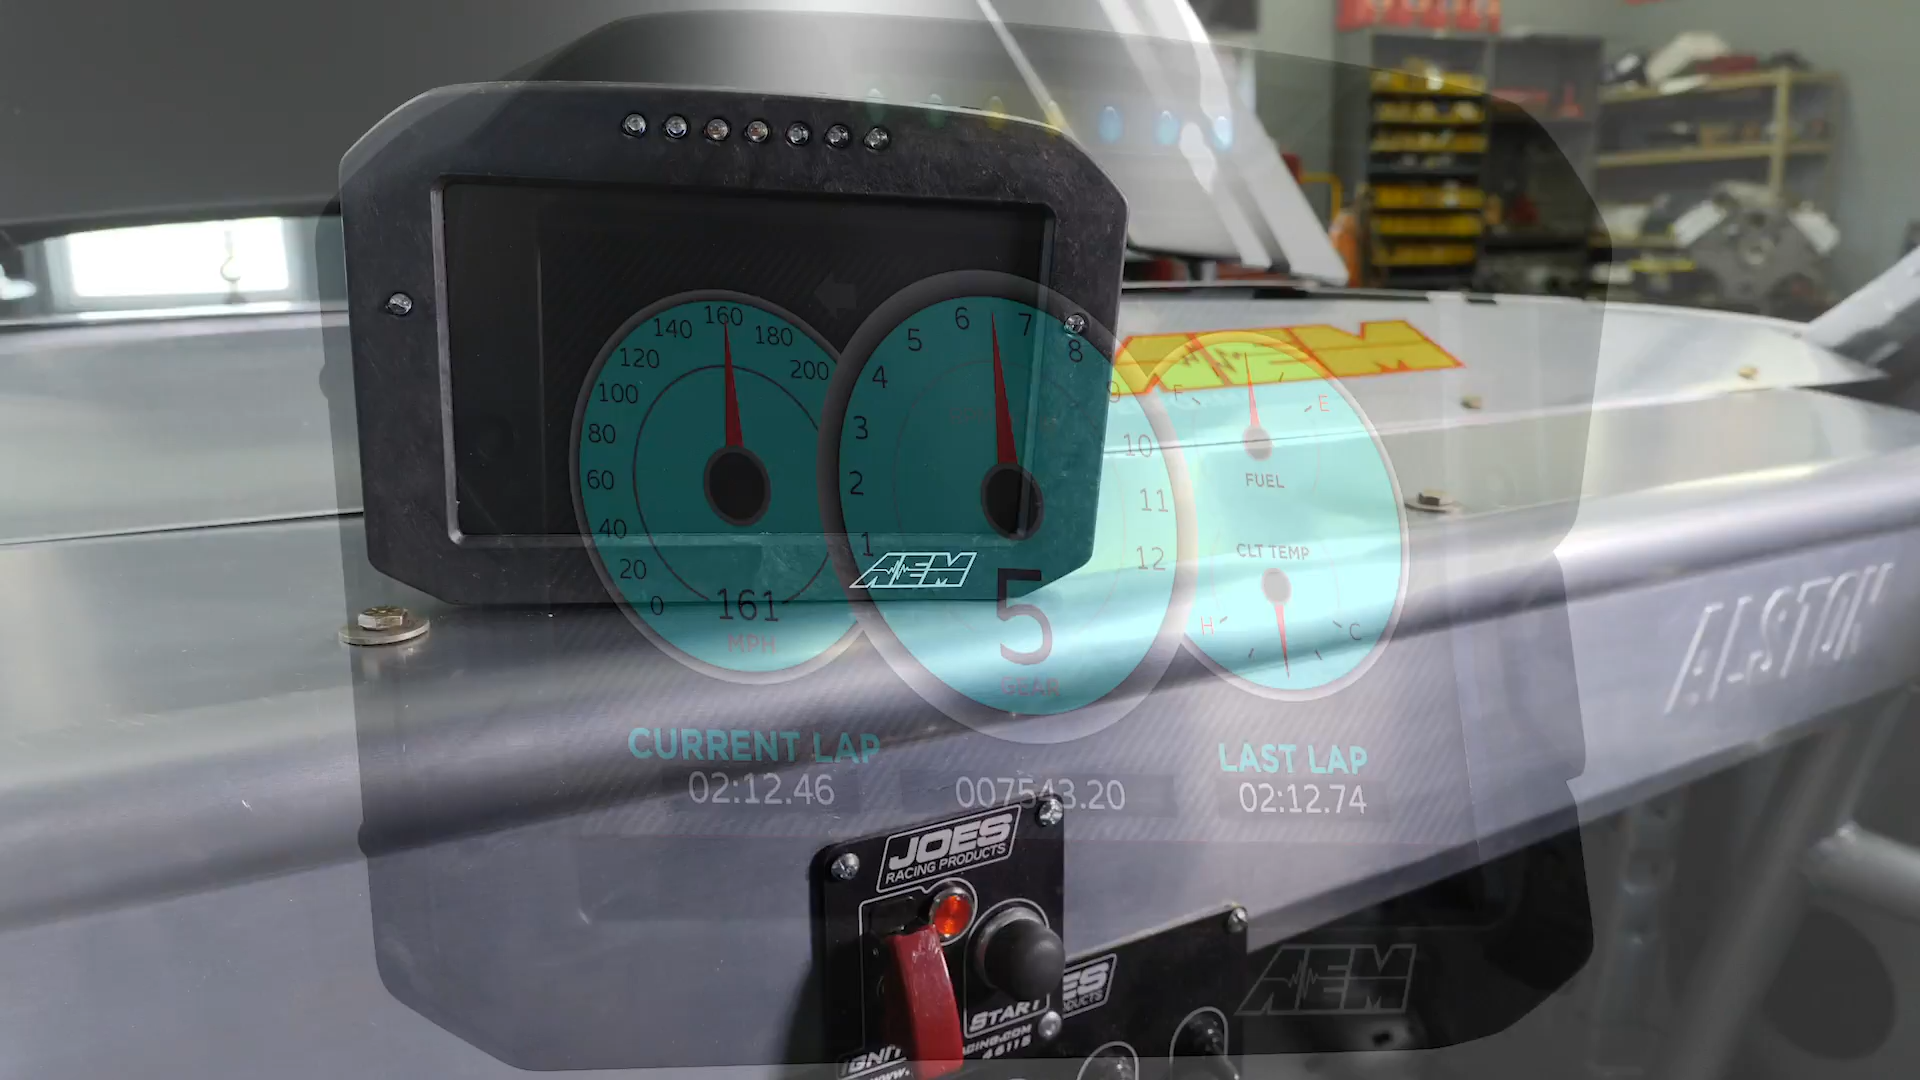 140 160 180
120 200
100
80
60
40
20
0
161
MPH
1 2 3 4 5 6 7 8 9 10 11 12
AEM
5
GEAR
AEM
F E
FUEL
CLT TEMP
H C
CURRENT LAP
02:12.46
007543.20
LAST LAP
02:12.74
ALSTON
JOES
RACING PRODUCTS
START
46115
AEM